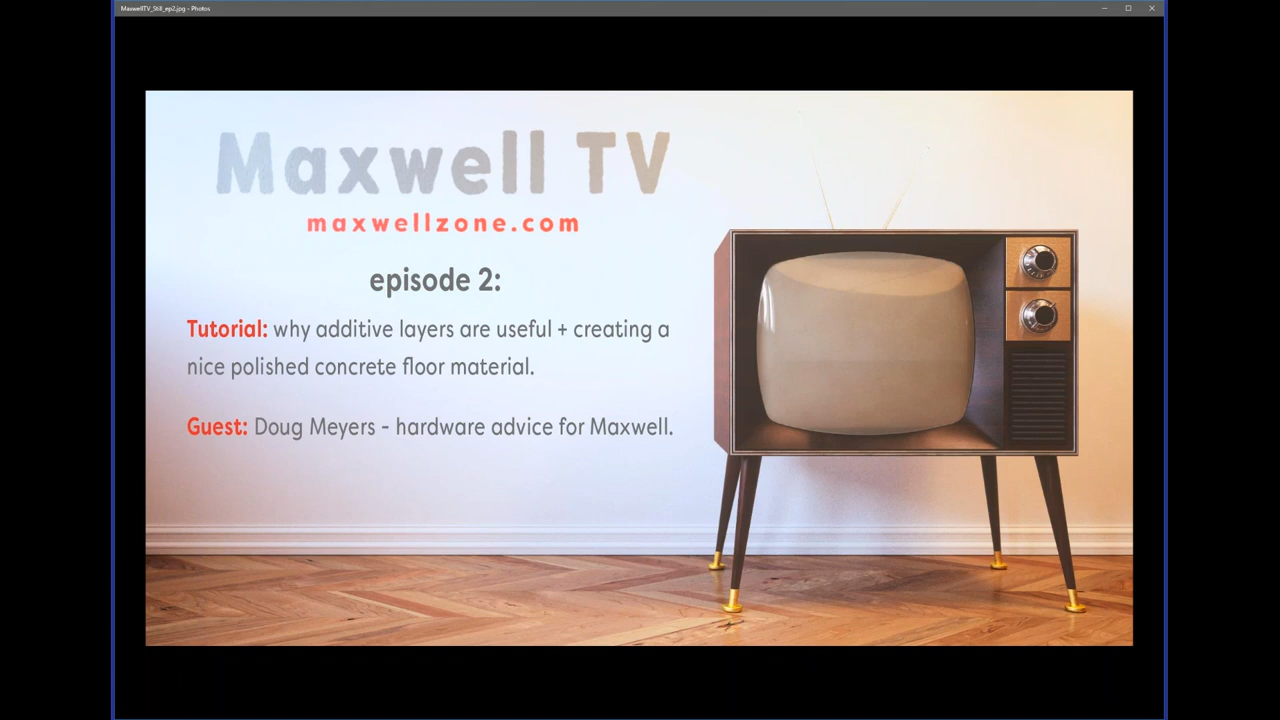 MaxwellTV_Still_ep2.jpg - Photos
Maxwell TV
maxwellzone.com
episode 2:
Tutorial: why additive layers are useful + creating a
nice polished concrete floor material.
Guest: Doug Meyers - hardware advice for Maxwell.